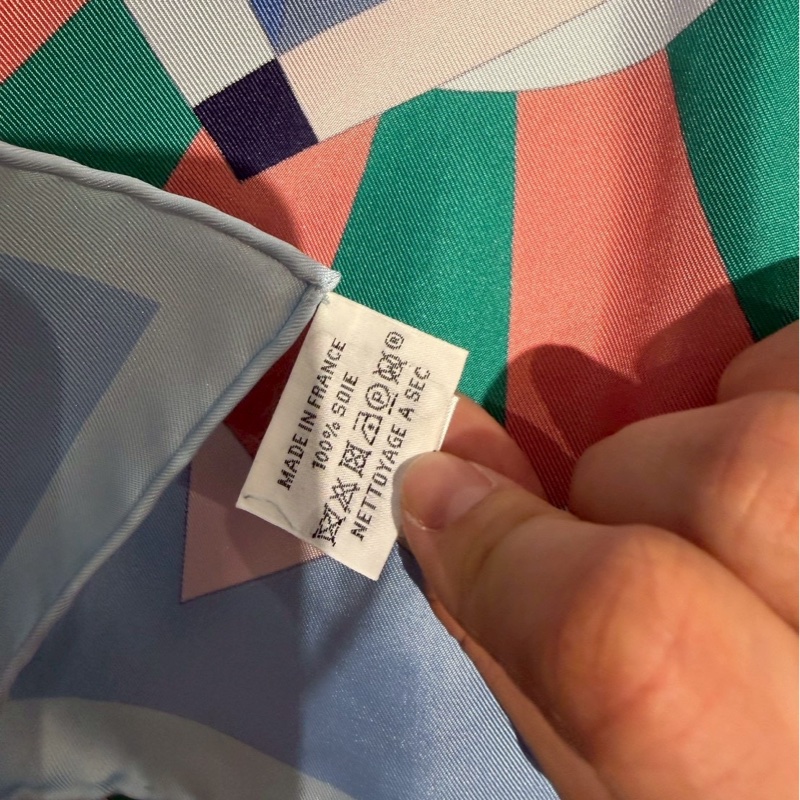 MADE IN FRANCE
100% SOIE
P ®
NETTOYAGE A SEC